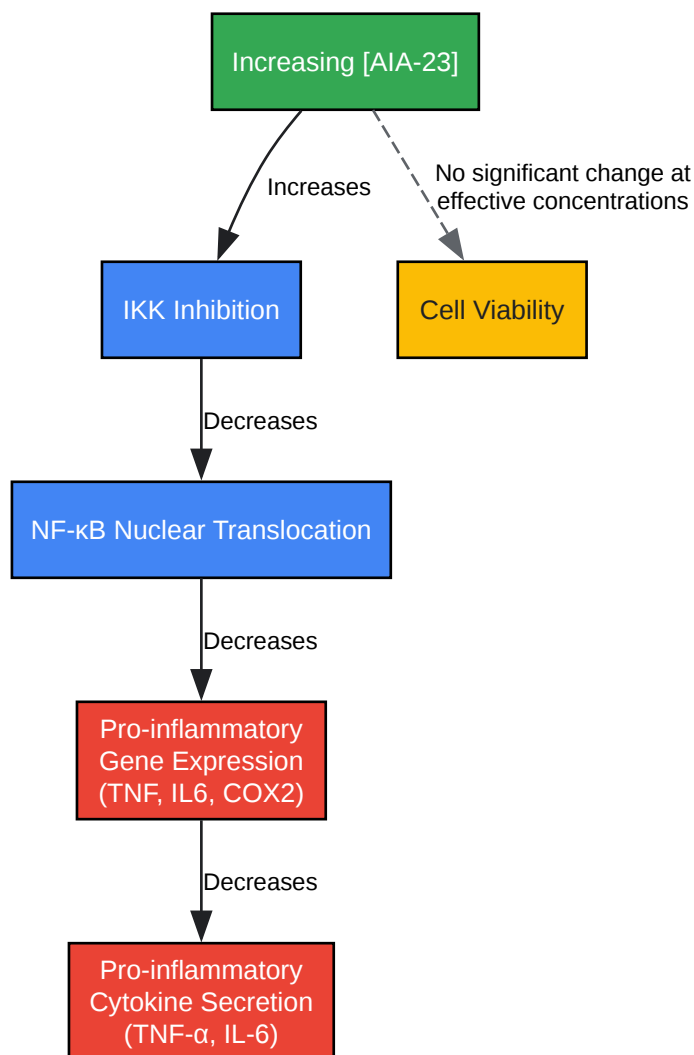 Increasing [AIA-23]
Increases
No significant change at
effective concentrations
IKK Inhibition
Cell Viability
Decreases
NF-κB Nuclear Translocation
Decreases
Pro-inflammatory
Gene Expression
(TNF, IL6, COX2)
Decreases
Pro-inflammatory
Cytokine Secretion
(TNF-α, IL-6)